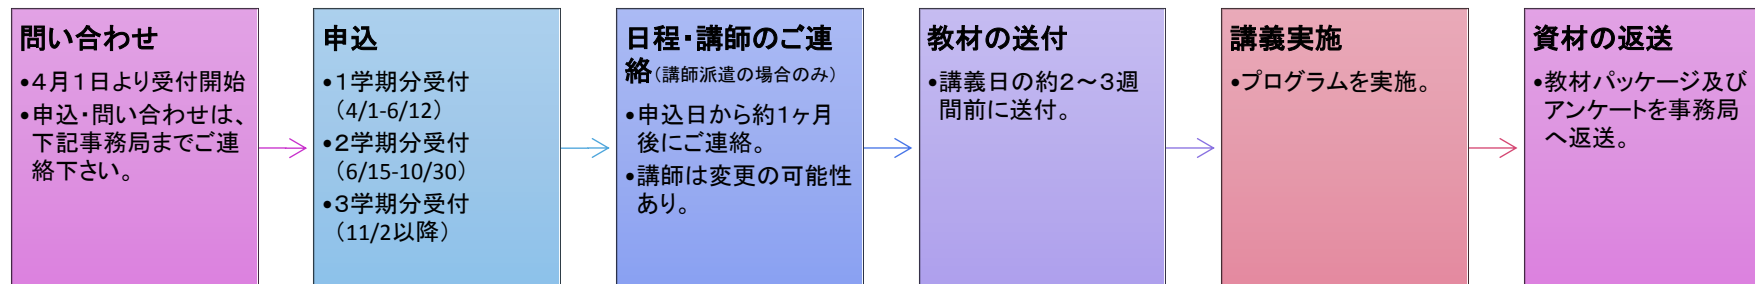 問い合わせ
•４月１日より受付開始
•申込・問い合わせは、
下記事務局までご連
絡下さい。
申込
•１学期分受付
（4/1-6/12）
•２学期分受付
（6/15-10/30）
•３学期分受付
（11/2以降）
日程・講師のご連
絡（講師派遣の場合のみ）
•申込日から約１ヶ月
後にご連絡。
•講師は変更の可能性
あり。
教材の送付
•講義日の約２～３週
間前に送付。
講義実施
•プログラムを実施。
資材の返送
•教材パッケージ及び
アンケートを事務局
へ返送。